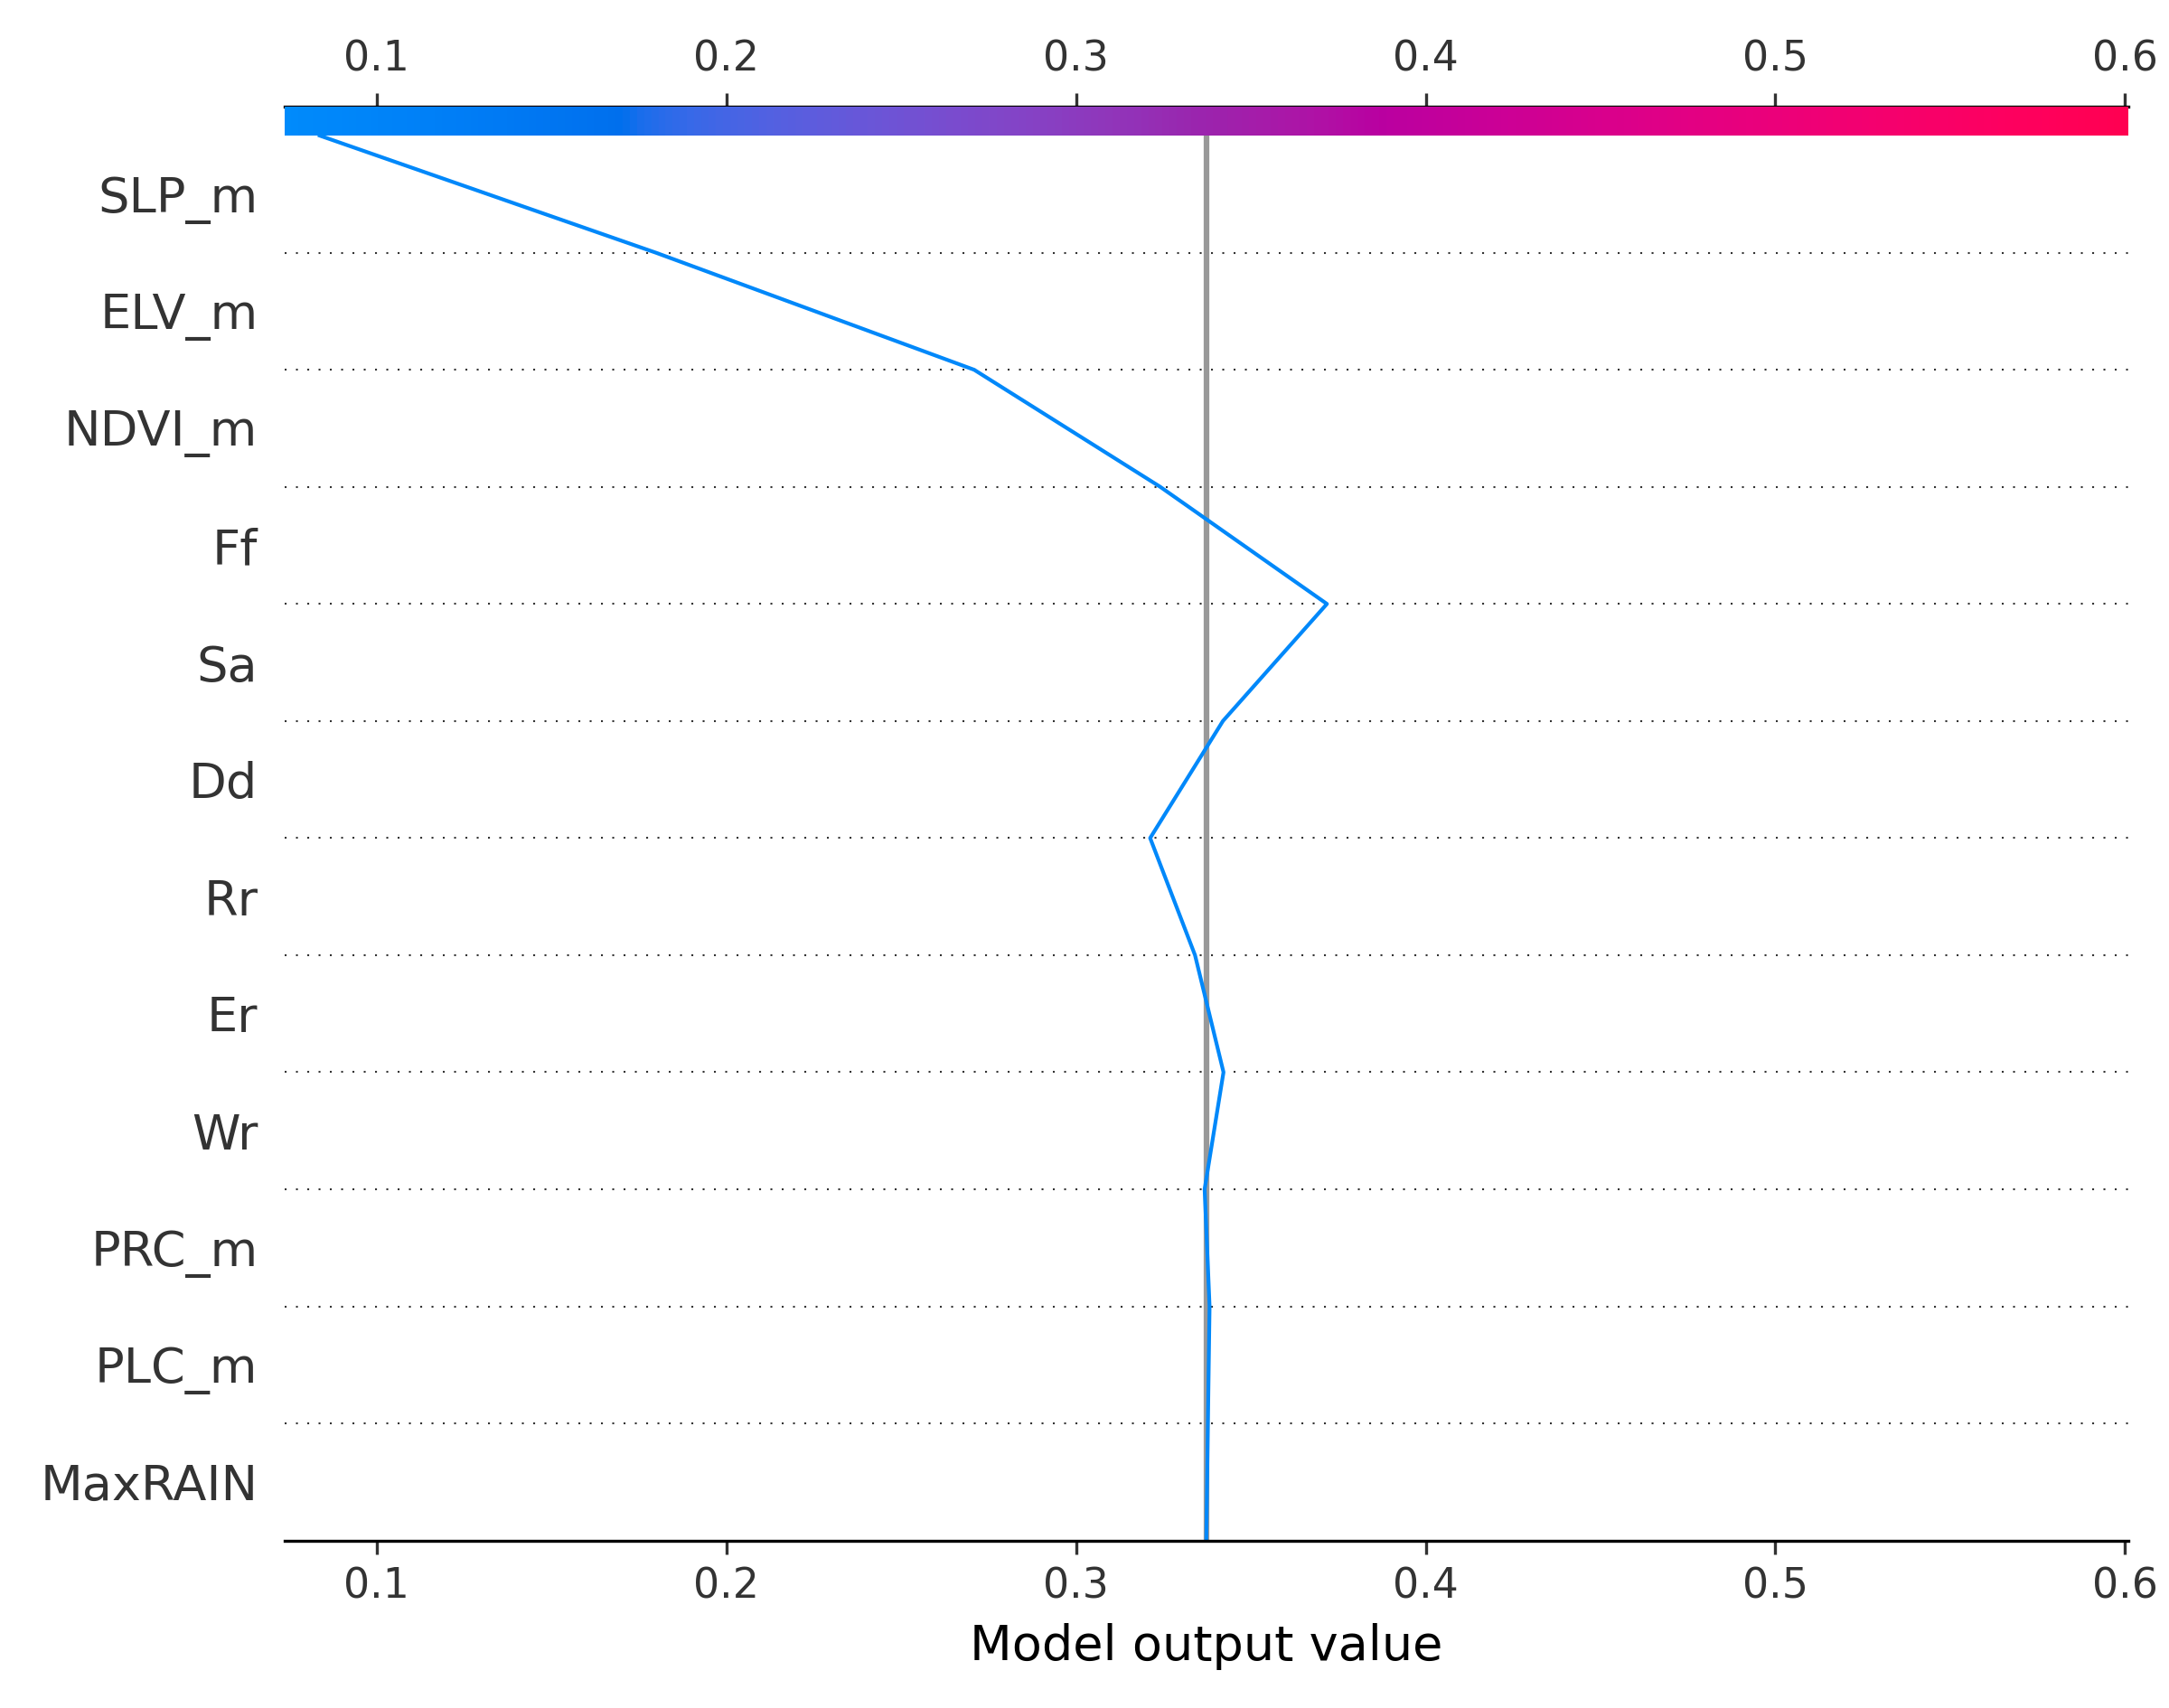 0.1 0.2 0.3 0.4 0.5 0.6
SLP_m
ELV_m
NDVI_m
Ff
Sa
Dd
Rr
Er
Wr
PRC_m
PLC_m
MaxRAIN
0.1 0.2 0.3 0.4 0.5 0.6
Model output value